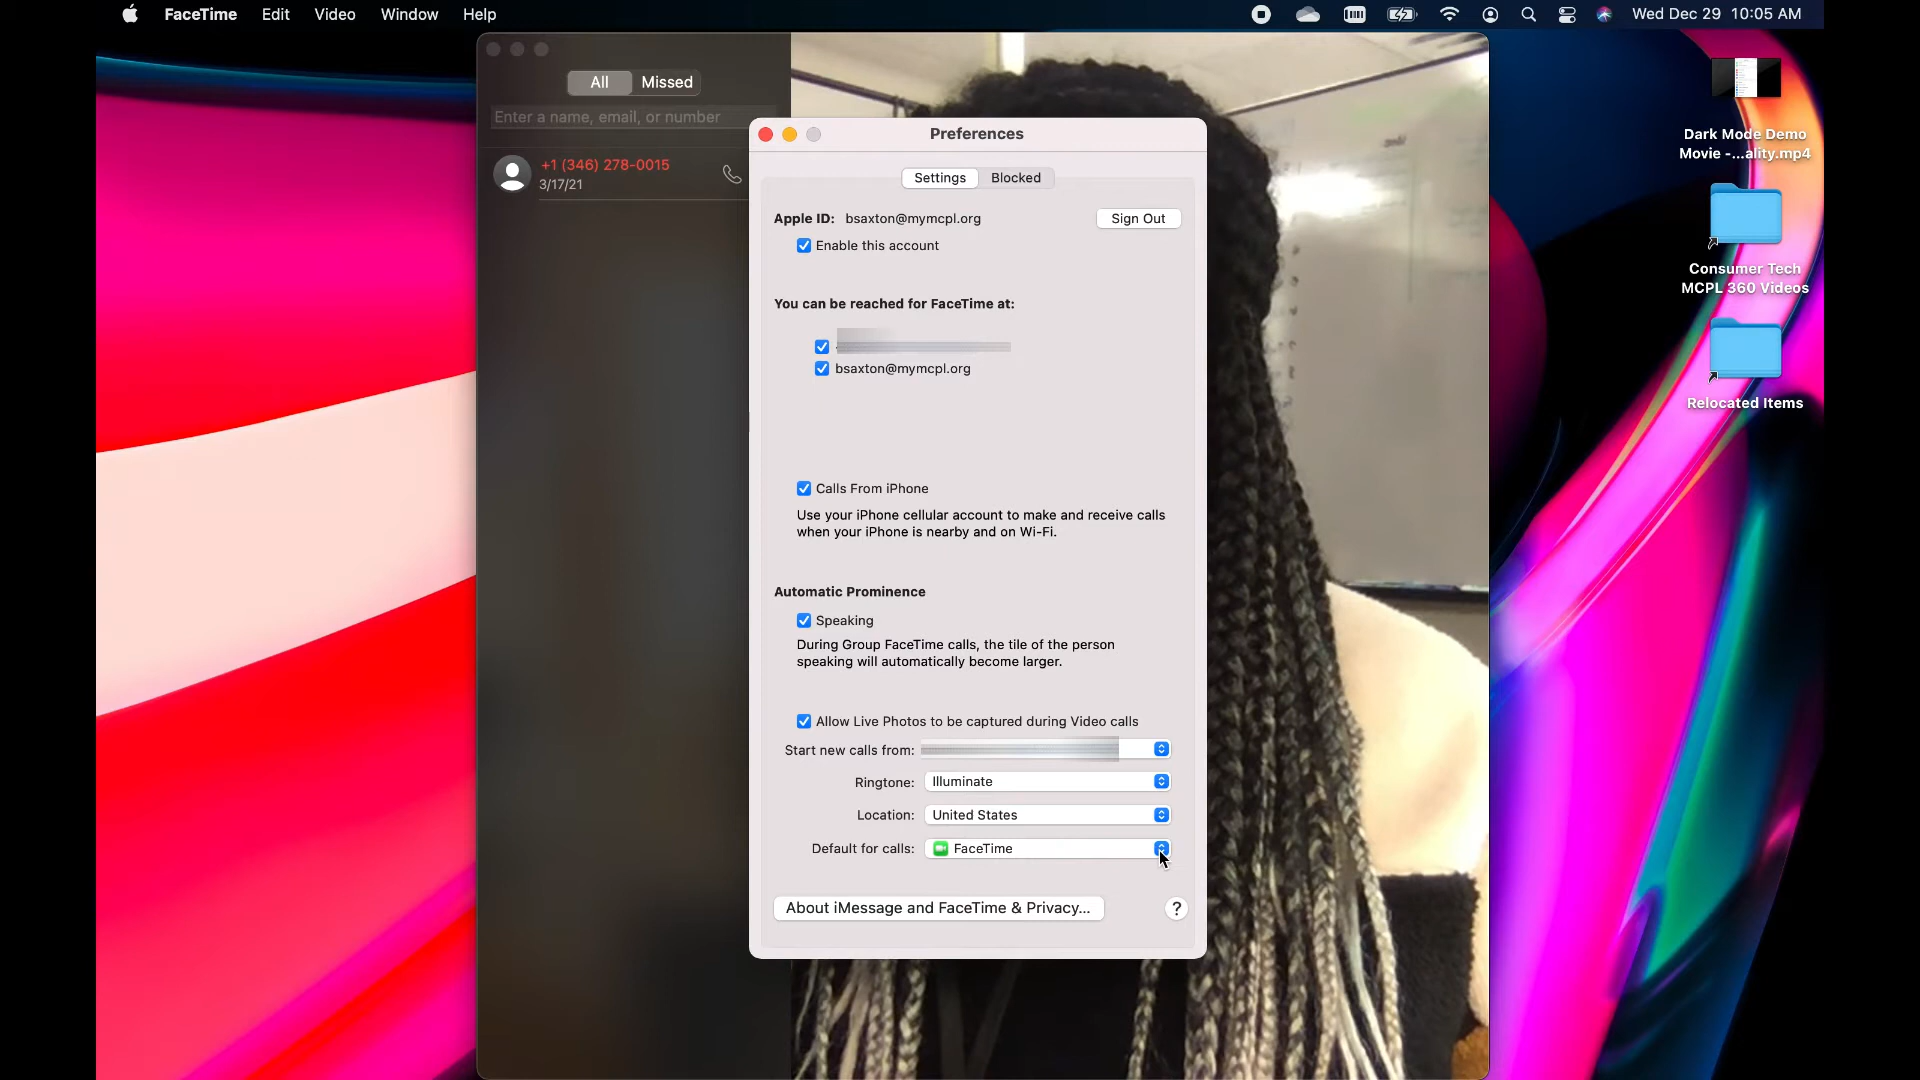 FaceTime Edit Video Window Help
Wed Dec 29 10:05 AM
All Missed
Enter a name, email, or number
+1 (346) 278-0015
3/17/21
Preferences
Settings Blocked
Apple ID: bsaxton@mymcpl.org Sign Out
Enable this account
You can be reached for FaceTime at:
bsaxton@mymcpl.org
Calls From iPhone
Use your iPhone cellular account to make and receive calls
when your iPhone is nearby and on Wi-Fi.
Automatic Prominence
Speaking
During Group FaceTime calls, the tile of the person
speaking will automatically become larger.
Allow Live Photos to be captured during Video calls
Start new calls from:
Ringtone: Illuminate
Location: United States
Default for calls: FaceTime
About iMessage and FaceTime & Privacy... ?
Dark Mode Demo
Movie -...ality.mp4
Consumer Tech
MCPL 360 Videos
Relocated Items